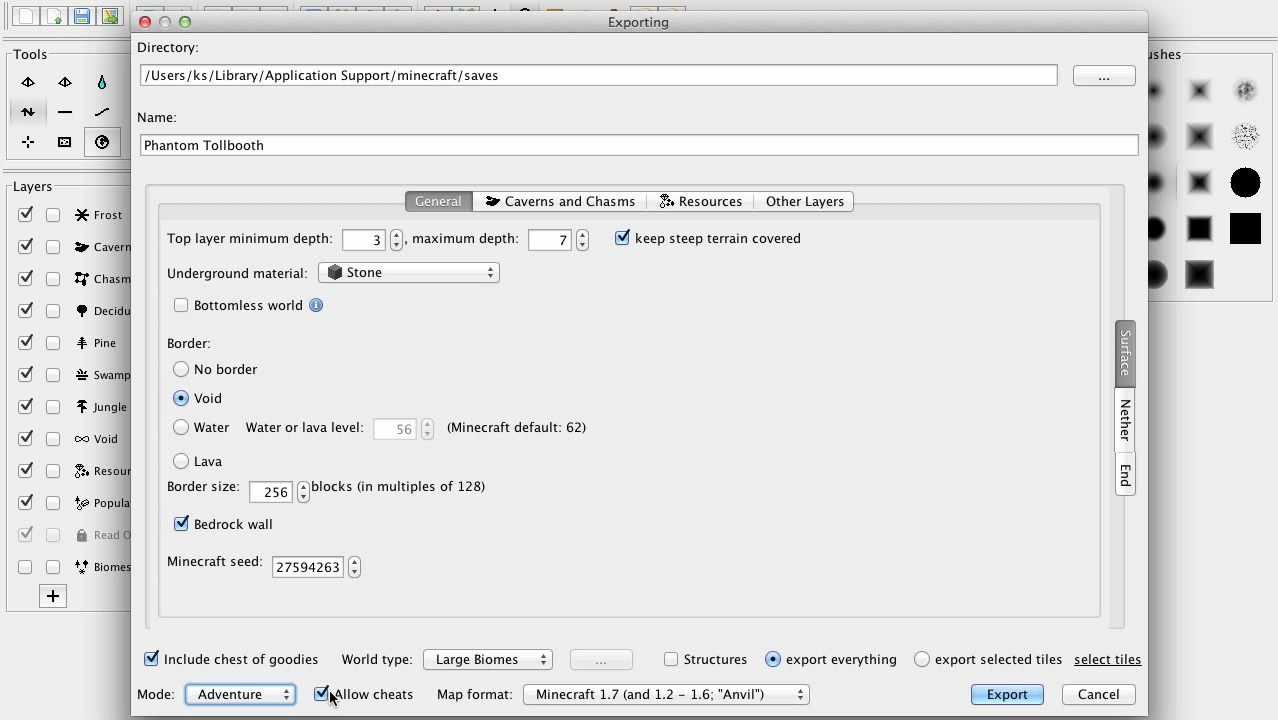 Exporting
Directory:
/Users/ks/Library/Application Support/minecraft/saves
...
Name:
Phantom Tollbooth
Tools
Layers
Frost
Cavern
Chasm
Decidu
Pine
Swamp
Jungle
Void
Resour
Popula
Read O
Biomes
+
ushes
General Caverns and Chasms Resources Other Layers
Top layer minimum depth: 3 , maximum depth: 7 keep steep terrain covered
Underground material: Stone
Bottomless world
Border:
No border
Void
Water Water or lava level: 56 (Minecraft default: 62)
Lava
Border size: 256 blocks (in multiples of 128)
Bedrock wall
Minecraft seed: 27594263
Surface
Nether
End
Include chest of goodies World type: Large Biomes ... Structures export everything export selected tiles select tiles
Mode: Adventure Allow cheats Map format: Minecraft 1.7 (and 1.2 - 1.6; "Anvil") Export Cancel